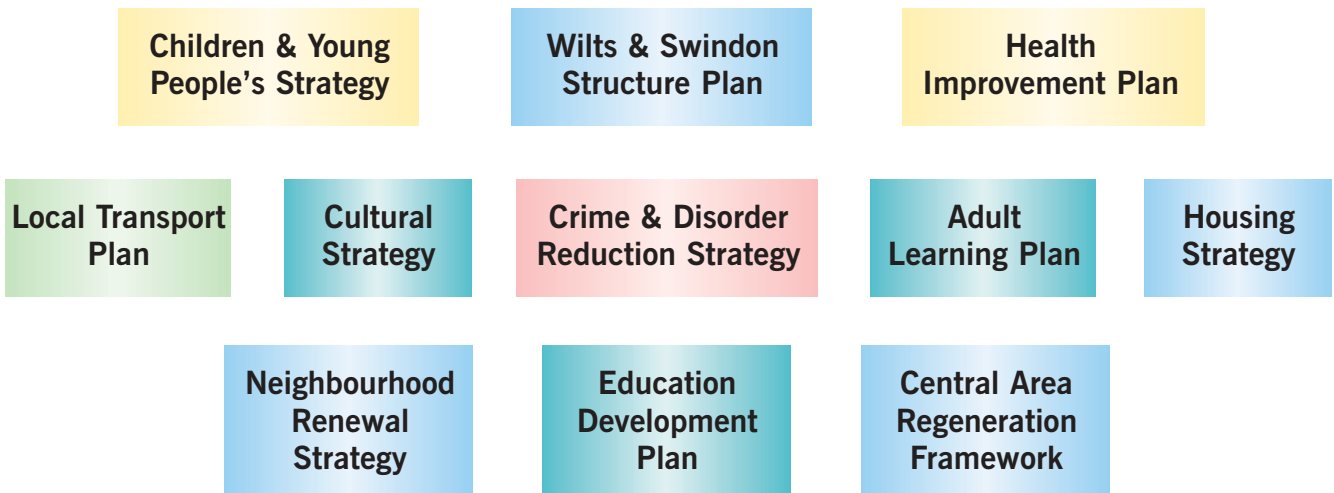 Children & Young
People's Strategy
Wilts & Swindon
Structure Plan
Health
Improvement Plan
Local Transport
Plan
Cultural
Strategy
Crime & Disorder
Reduction Strategy
Adult
Learning Plan
Housing
Strategy
Neighbourhood
Renewal
Strategy
Education
Development
Plan
Central Area
Regeneration
Framework